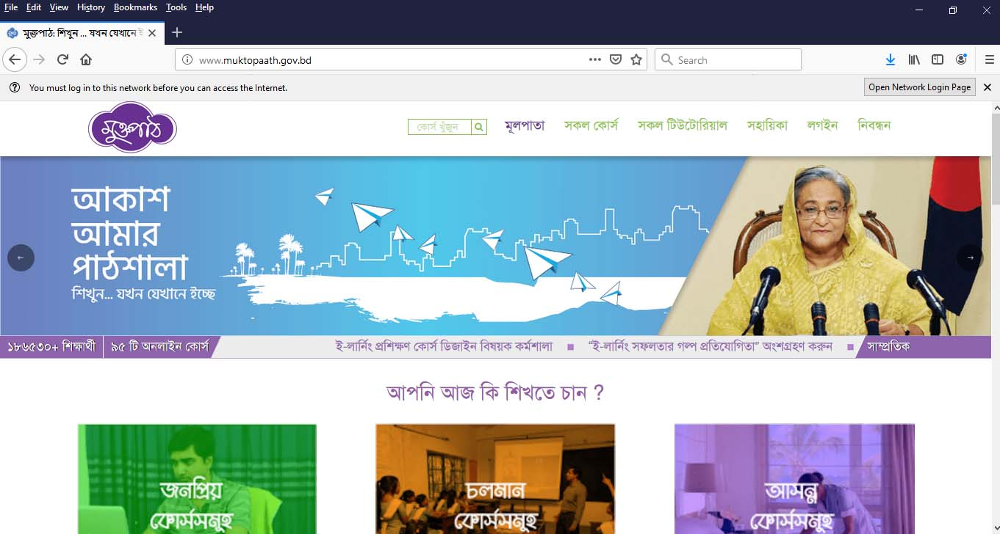 File Edit View History Bookmarks Tools Help
মুক্তপাঠ: শিখুন ... যখন যেখানে ই
www.muktopaath.gov.bd
Search
You must log in to this network before you can access the Internet.
Open Network Login Page
মুক্তপাঠ
কোর্স খুঁজুন
মূলপাতা সকল কোর্স সকল টিউটোরিয়াল সহায়িকা লগইন নিবন্ধন
আকাশ
আমার
পাঠশালা
শিখুন... যখন যেখানে ইচ্ছে
১৮৬৫৩০+ শিক্ষার্থী ৯৫ টি অনলাইন কোর্স ই-লার্নিং প্রশিক্ষণ কোর্স ডিজাইন বিষয়ক কর্মশালা “ই-লার্নিং সফলতার গল্প প্রতিযোগিতা” অংশগ্রহণ করুন সাম্প্রতিক
আপনি আজ কি শিখতে চান ?
জনপ্রিয়
কোর্সসমূহ
চলমান
কোর্সসমূহ
আসন্ন
কোর্সসমূহ